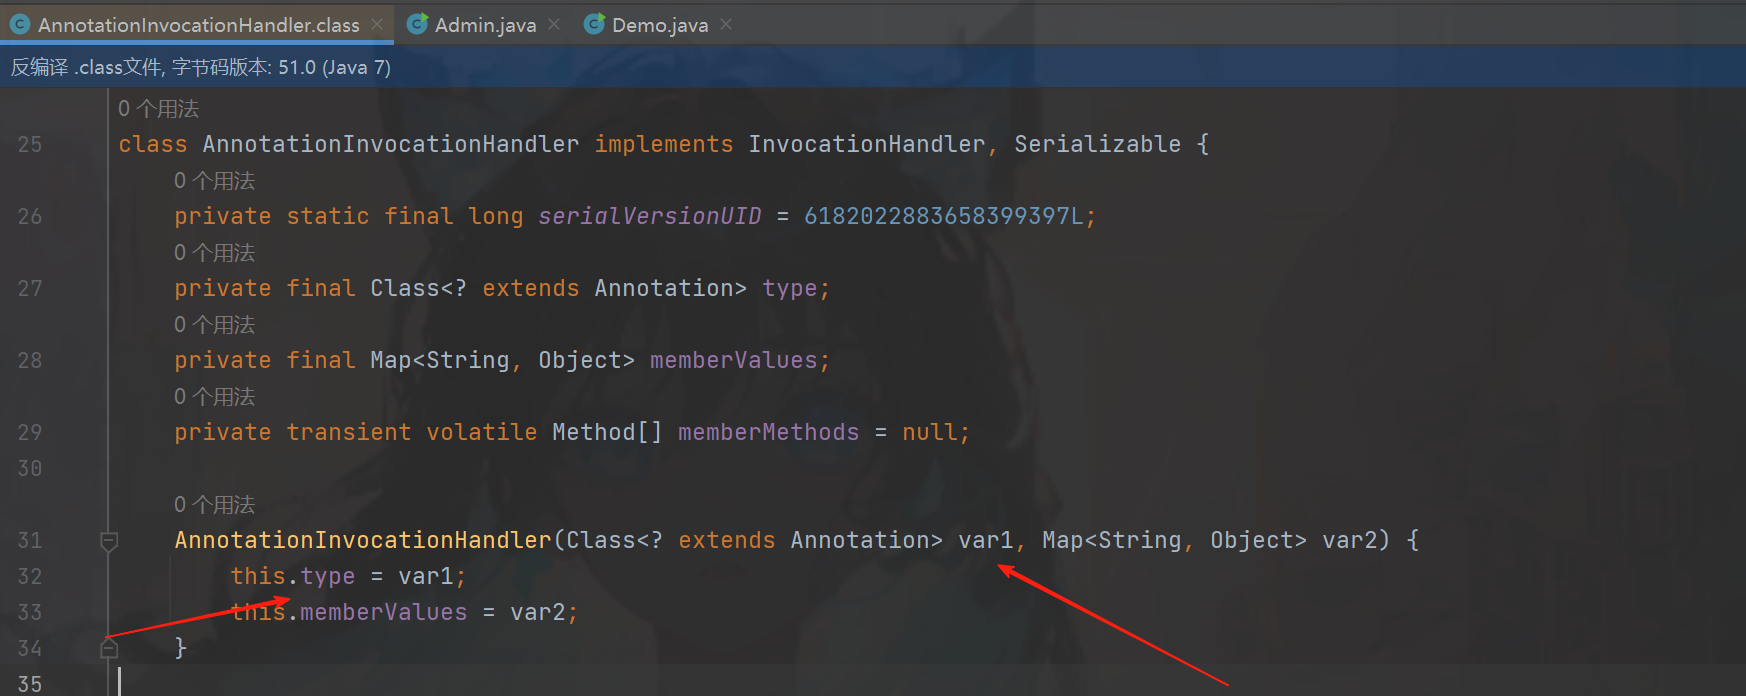 AnnotationInvocationHandler.class × Admin.java × Demo.java ×
反编译 .class文件, 字节码版本: 51.0 (Java 7)
0 个用法
25 class AnnotationInvocationHandler implements InvocationHandler, Serializable {
0 个用法
26 private static final long serialVersionUID = 6182022883658399397L;
0 个用法
27 private final Class<? extends Annotation> type;
0 个用法
28 private final Map<String, Object> memberValues;
0 个用法
29 private transient volatile Method[] memberMethods = null;
30
0 个用法
31 AnnotationInvocationHandler(Class<? extends Annotation> var1, Map<String, Object> var2) {
32 this.type = var1;
33 this.memberValues = var2;
34 }
35